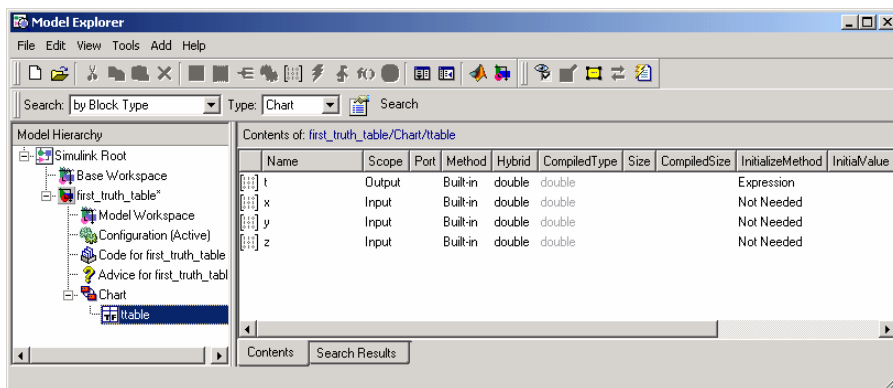 Model Explorer
File Edit View Tools Add Help
Search: by Block Type Type: Chart Search
Model Hierarchy
Simulink Root
Base Workspace
first_truth_table*
Model Workspace
Configuration (Active)
Code for first_truth_table
Advice for first_truth_tabl
Chart
ttable
Contents of: first_truth_table/Chart/ttable
Name Scope Port Method Hybrid CompiledType Size CompiledSize InitializeMethod InitialValue
t Output Built-in double double Expression
x Input Built-in double double Not Needed
y Input Built-in double double Not Needed
z Input Built-in double double Not Needed
Contents Search Results